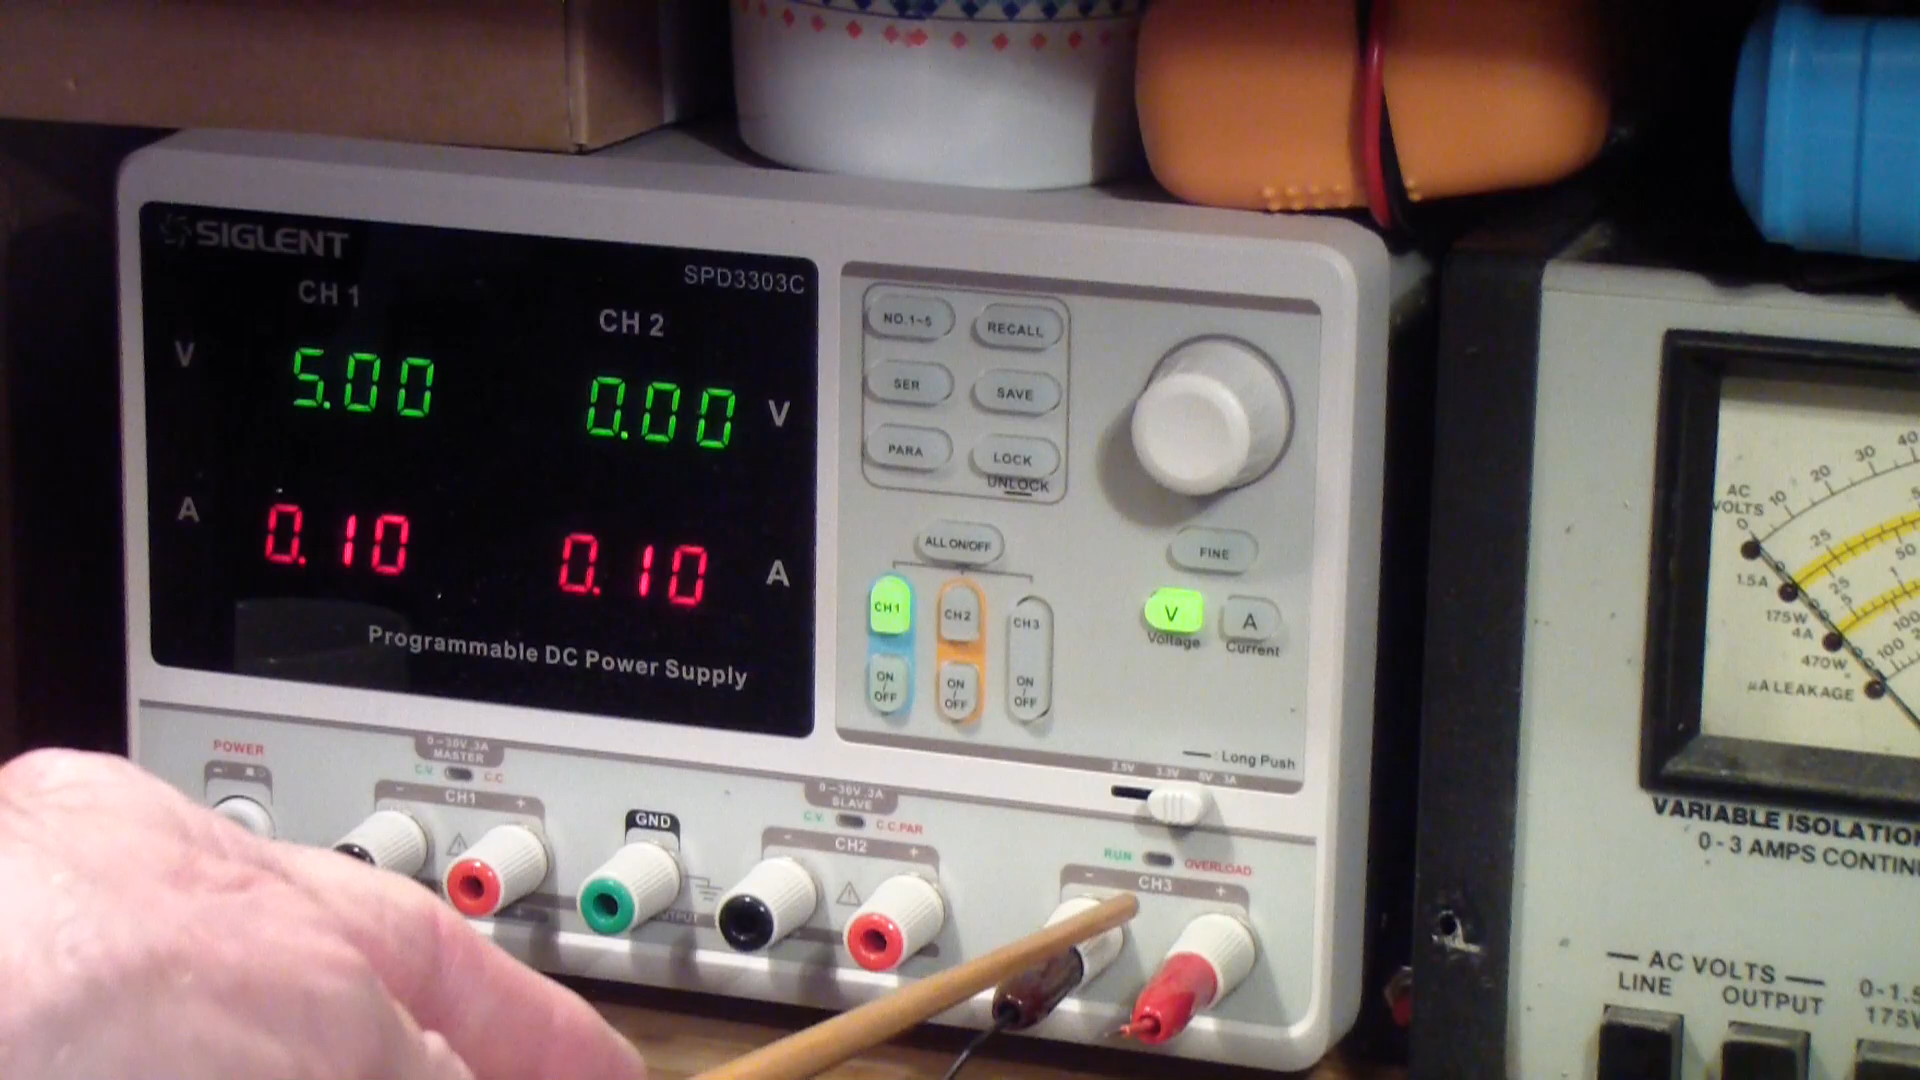 SIGLENT
SPD3303C
CH 1
CH 2
V
5.00
0.00
V
A
0.10
0.10
A
Programmable DC Power Supply
NO.1~5
RECALL
SER
SAVE
PARA
LOCK
UNLOCK
ALL ON/OFF
FINE
CH1
CH2
CH3
V
A
Voltage
Current
ON/OFF
ON/OFF
ON/OFF
Long Push
POWER
0~30V 3A
MASTER
C.V.
C.C.
- CH1 +
GND
0~30V 3A
SLAVE
C.V.
C.C.PAR
- CH2 +
2.5V 3.3V 5V 3A
RUN
OVERLOAD
- CH3 +
AC
VOLTS
0
10
20
30
40
1.5A
0
25
175W
4A
470W
µA LEAKAGE
VARIABLE ISOLATION
0-3 AMPS
AC VOLTS
LINE
OUTPUT
175W